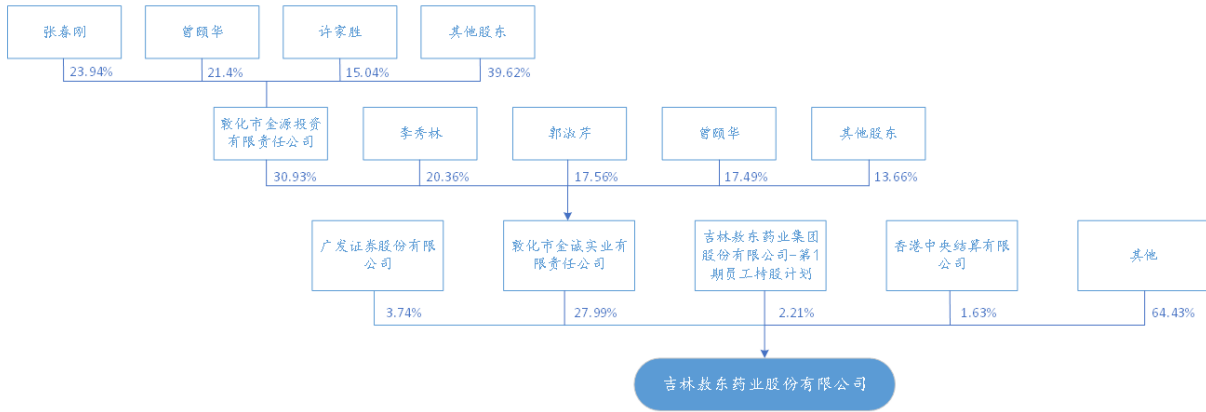 张春刚
曾颐华
许家胜
其他股东
23.94%
21.4%
15.04%
39.62%
敦化市金源投资
有限责任公司
李秀林
郭淑芹
曾颐华
其他股东
30.93%
20.36%
17.56%
17.49%
13.66%
广发证券股份有限
公司
敦化市金诚实业有
限责任公司
吉林敖东药业集团
股份有限公司-第1
期员工持股计划
香港中央结算有限
公司
其他
3.74%
27.99%
2.21%
1.63%
64.43%
吉林敖东药业股份有限公司